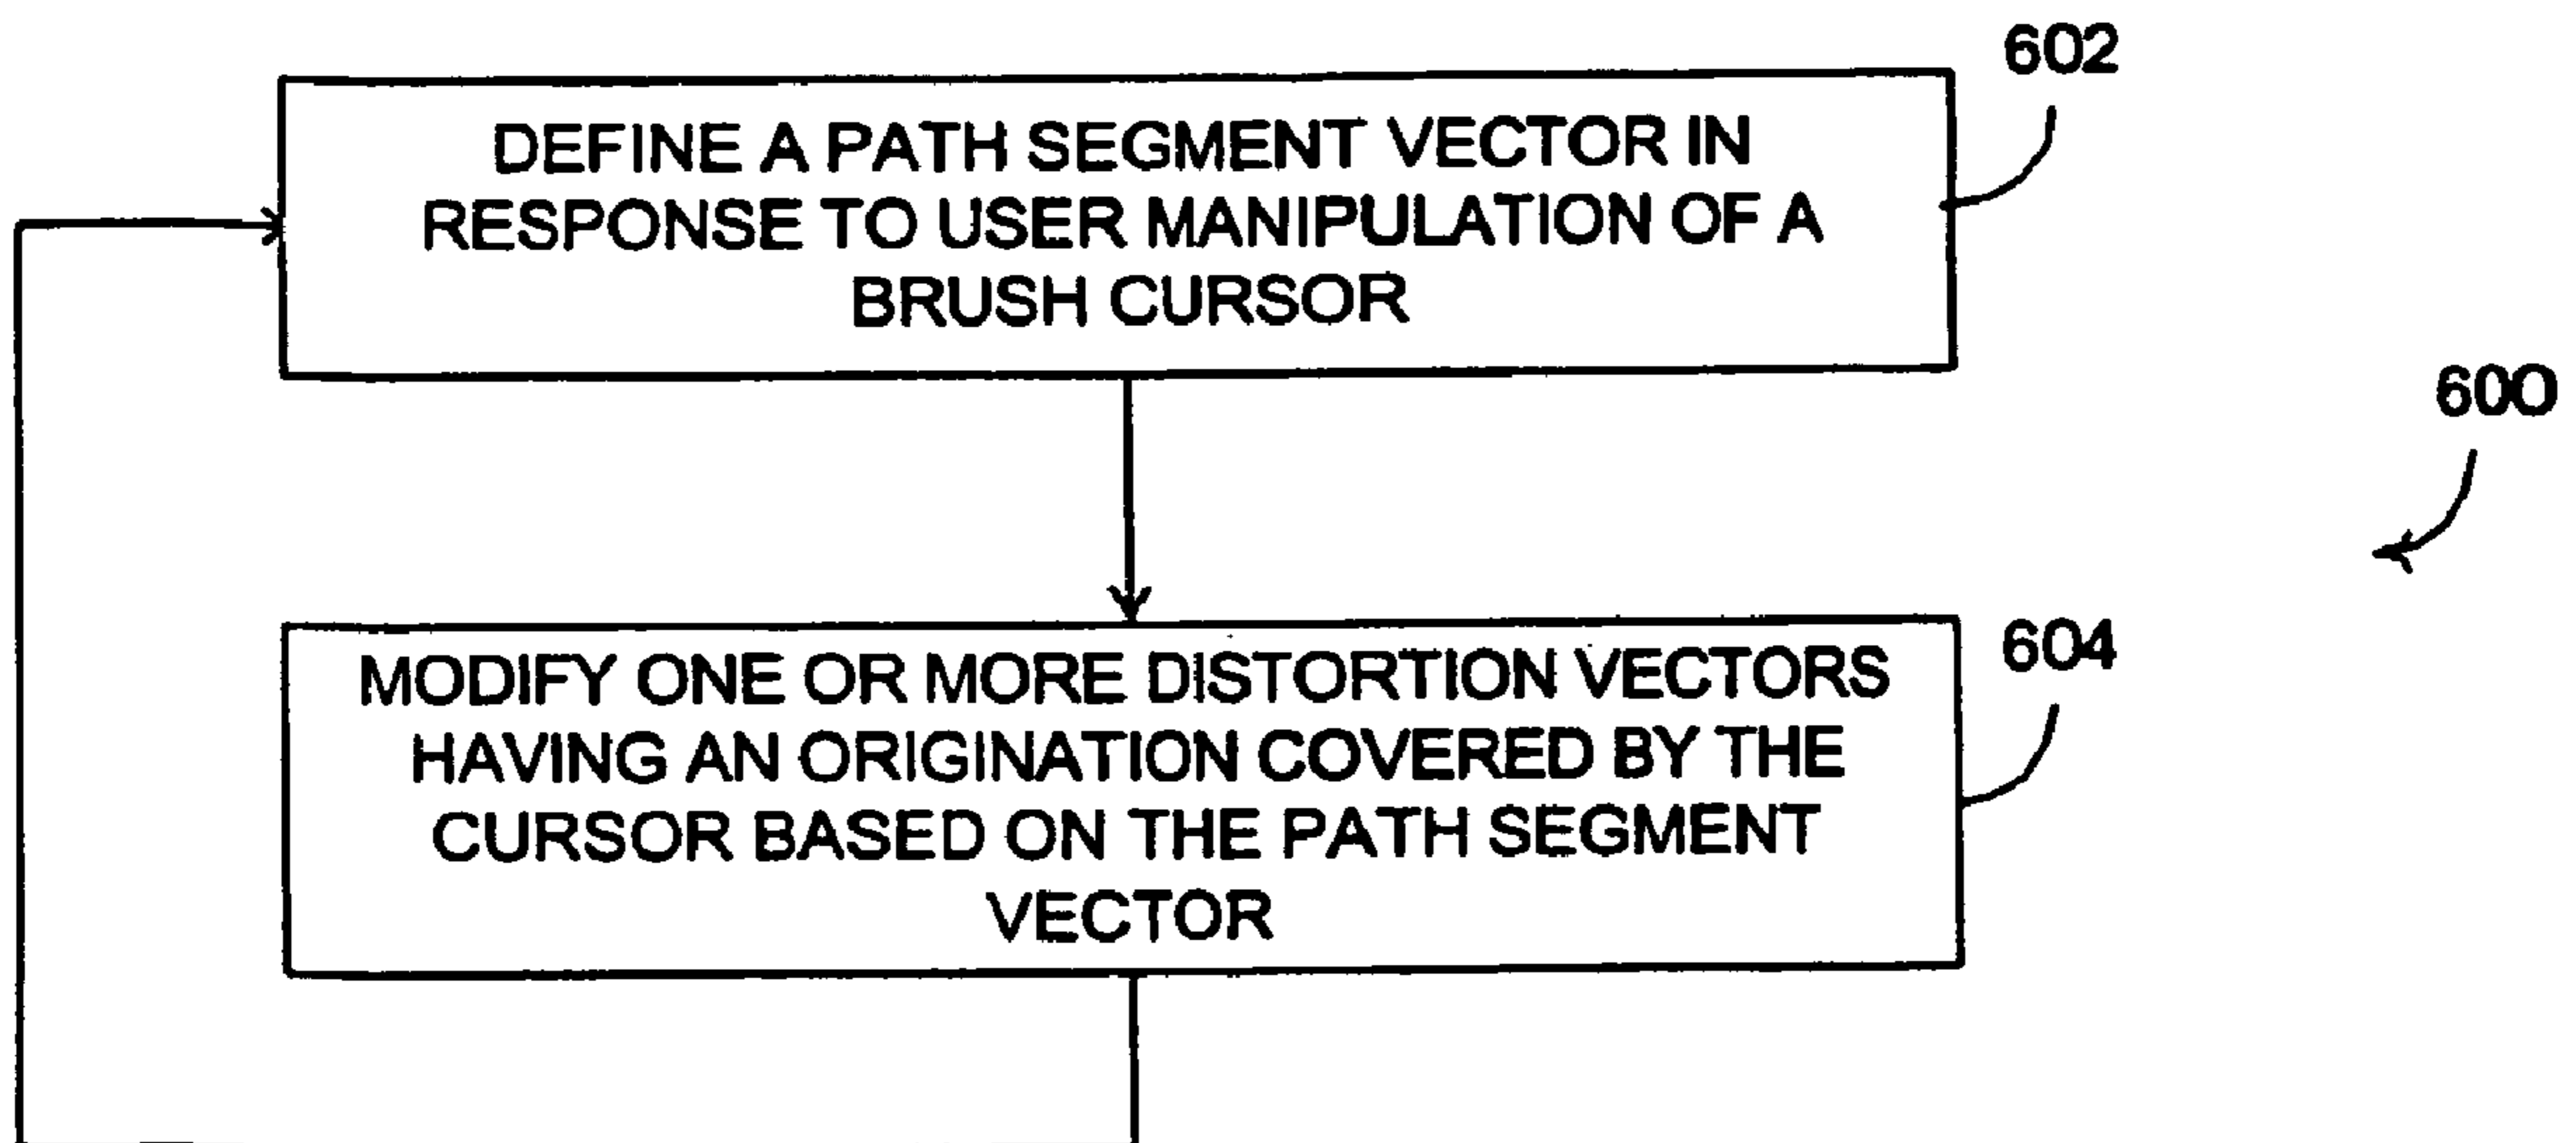 602
DEFINE A PATH SEGMENT VECTOR IN
RESPONSE TO USER MANIPULATION OF A
BRUSH CURSOR
600
604
MODIFY ONE OR MORE DISTORTION VECTORS
HAVING AN ORIGINATION COVERED BY THE
CURSOR BASED ON THE PATH SEGMENT
VECTOR